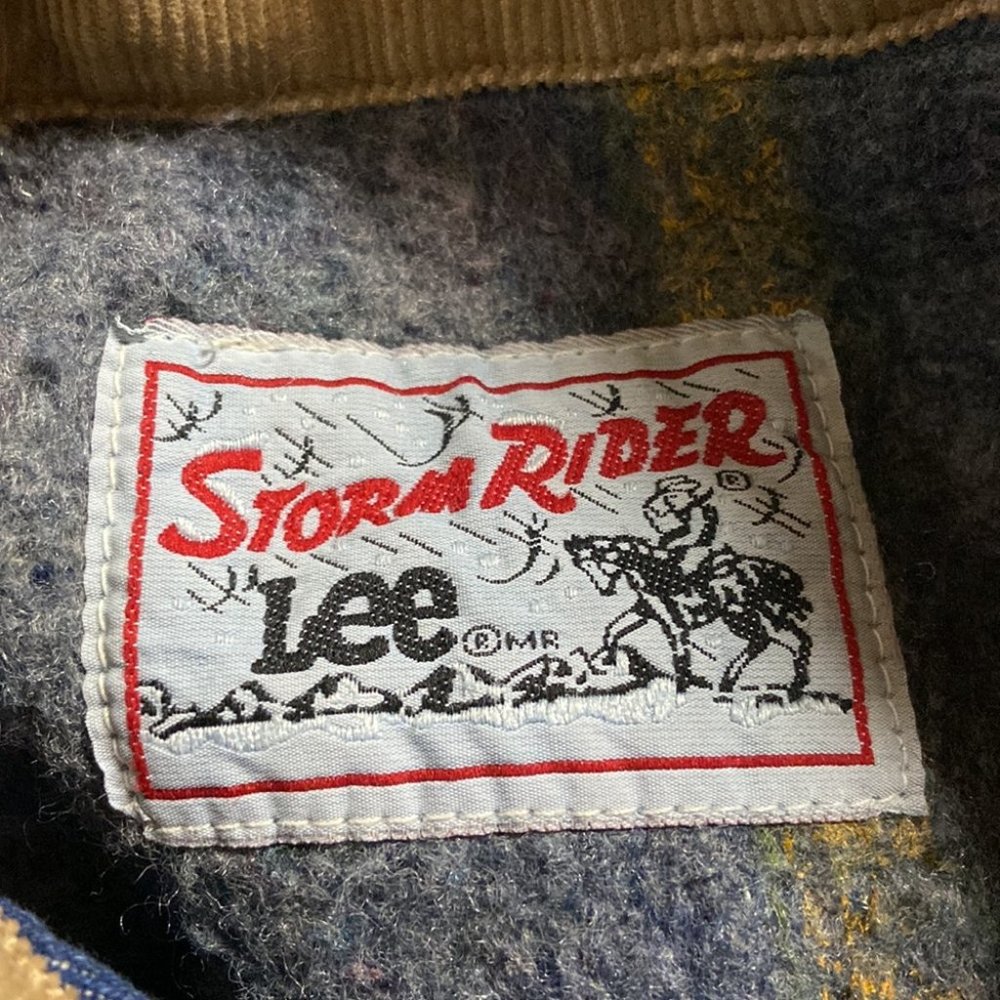 STORM RIDER
®
Lee ® MR